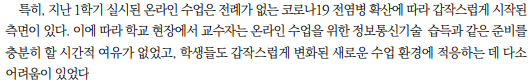 특히, 지난 1학기 실시된 온라인 수업은 전례가 없는 코로나19 전염병 확산에 따라 갑작스럽게 시작된
측면이 있다. 이에 따라 학교 현장에서 교수자는 온라인 수업을 위한 정보통신기술 습득과 같은 준비를
충분히 할 시간적 여유가 없었고, 학생들도 갑작스럽게 변화된 새로운 수업 환경에 적응하는 데 다소
어려움이 있었다